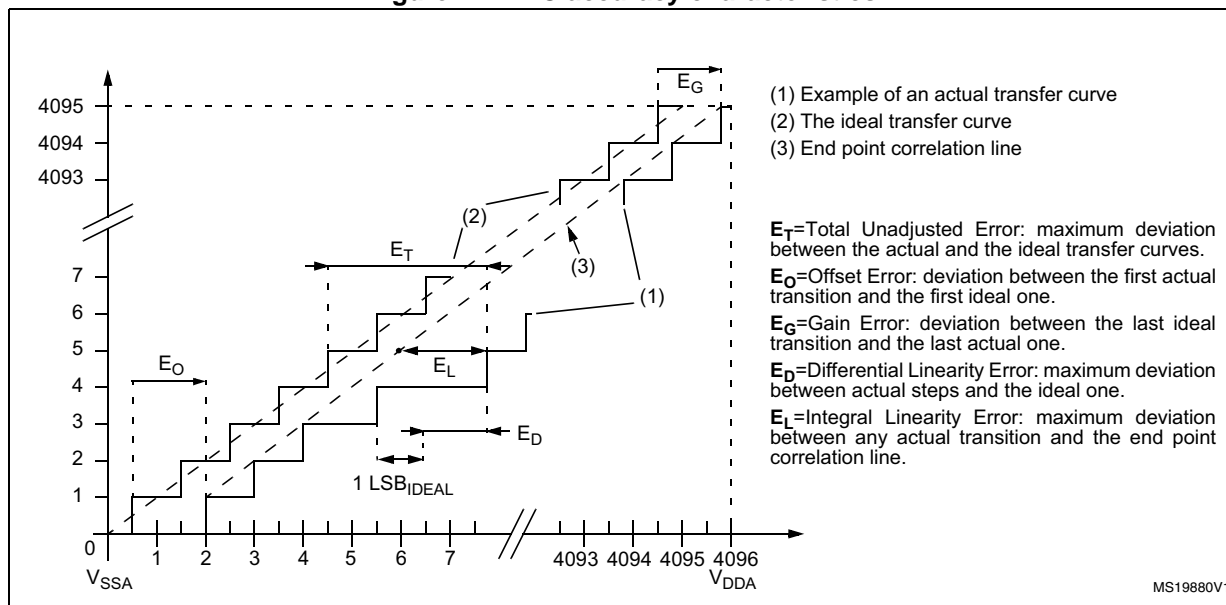 E_G
4095
4094
4093
(1) Example of an actual transfer curve
(2) The ideal transfer curve
(3) End point correlation line
(2)
E_T
(3)
(1)
7
6
5
4
3
2
1
0
E_O
E_L
E_D
1 LSB_IDEAL
E_T=Total Unadjusted Error: maximum deviation
between the actual and the ideal transfer curves.
E_O=Offset Error: deviation between the first actual
transition and the first ideal one.
E_G=Gain Error: deviation between the last ideal
transition and the last actual one.
E_D=Differential Linearity Error: maximum deviation
between actual steps and the ideal one.
E_L=Integral Linearity Error: maximum deviation
between any actual transition and the end point
correlation line.
1 2 3 4 5 6 7 4093 4094 4095 4096
V_SSA
V_DDA